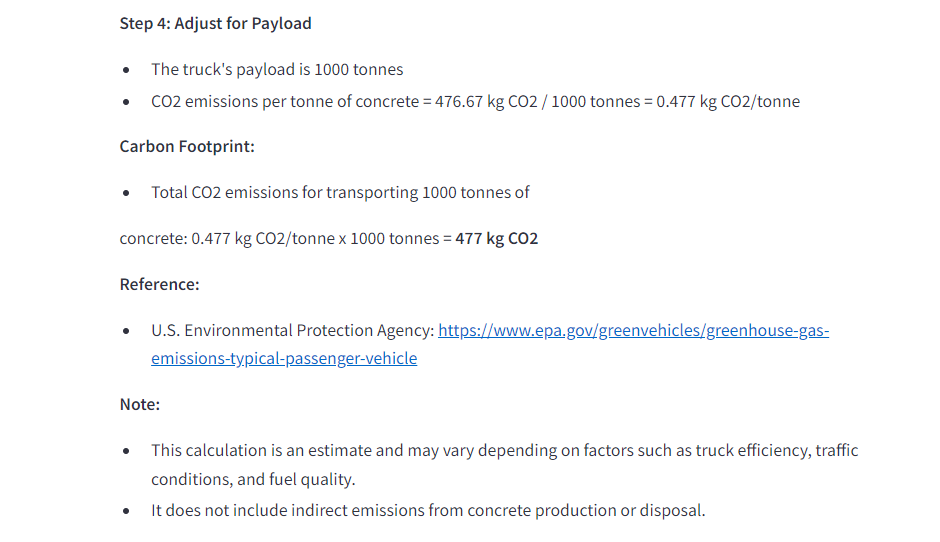 Step 4: Adjust for Payload
• The truck's payload is 1000 tonnes
• CO2 emissions per tonne of concrete = 476.67 kg CO2 / 1000 tonnes = 0.477 kg CO2/tonne
Carbon Footprint:
• Total CO2 emissions for transporting 1000 tonnes of
concrete: 0.477 kg CO2/tonne x 1000 tonnes = 477 kg CO2
Reference:
• U.S. Environmental Protection Agency: https://www.epa.gov/greenvehicles/greenhouse-gas-
emissions-typical-passenger-vehicle
Note:
• This calculation is an estimate and may vary depending on factors such as truck efficiency, traffic
conditions, and fuel quality.
• It does not include indirect emissions from concrete production or disposal.